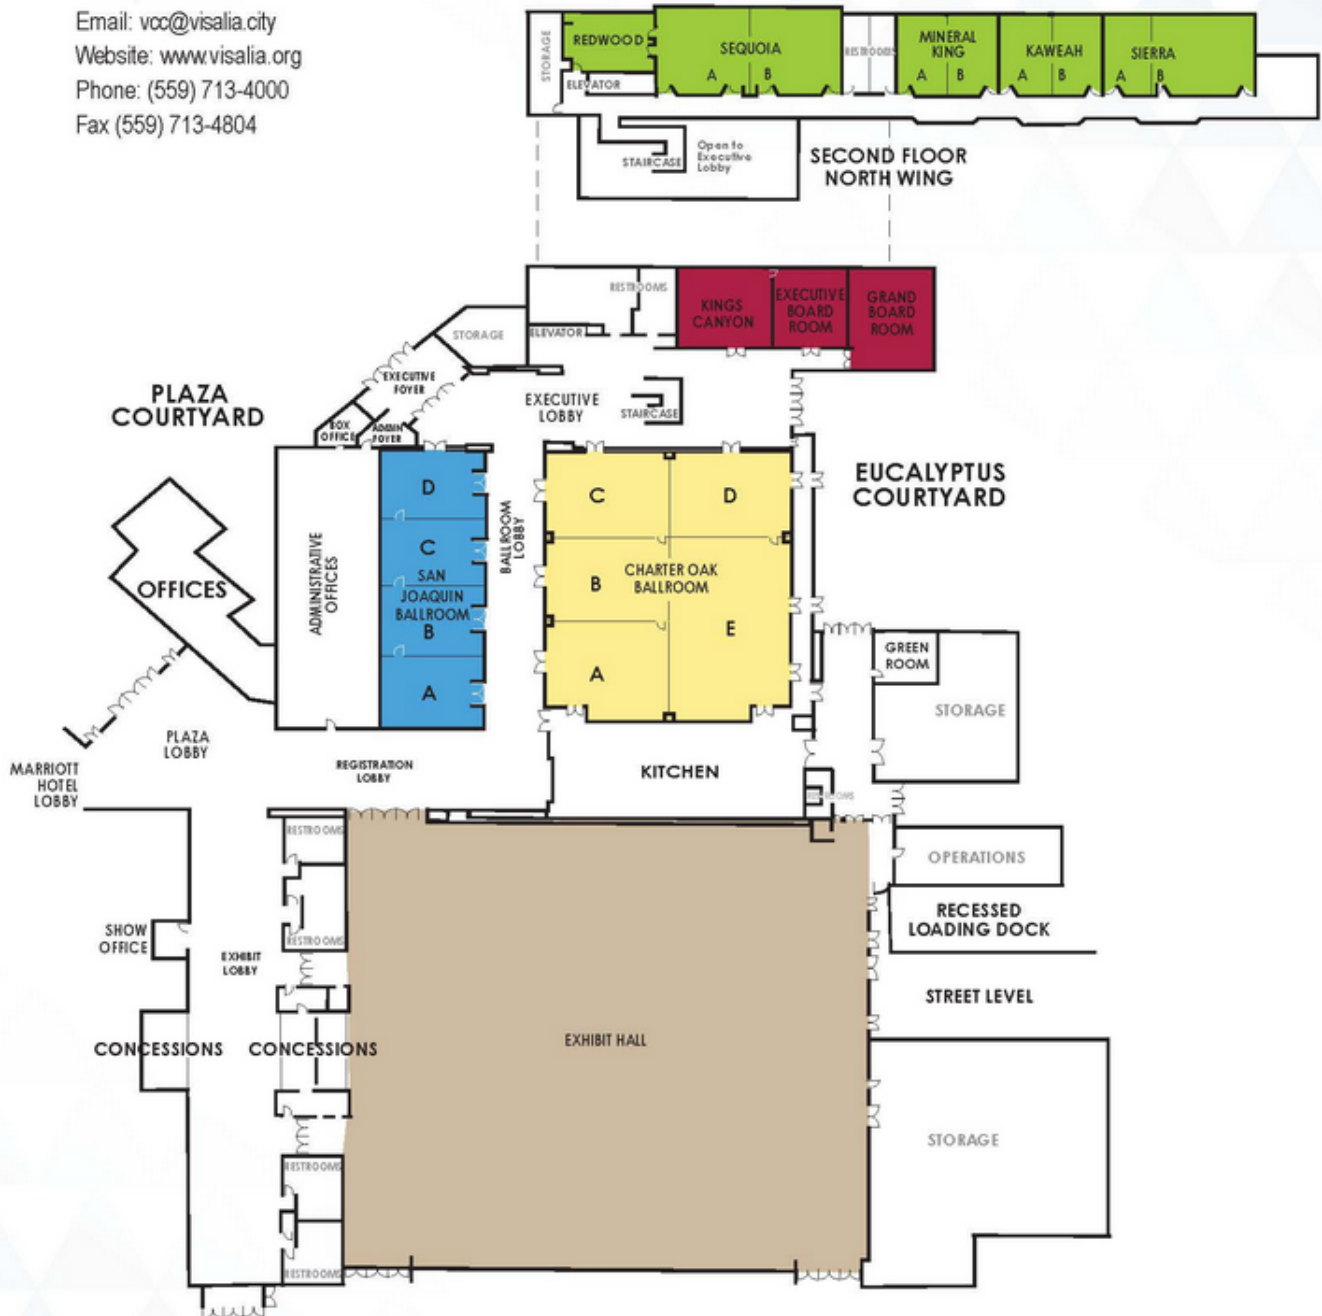 Email: vcc@visalia.city
Website: www.visalia.org
Phone: (559) 713-4000
Fax (559) 713-4804
STORAGE
REDWOOD
ELEVATOR
SEQUOIA
A B
RESTROOMS
MINERAL
KING
A B
KAWEAH
A B
SIERRA
A B
STAIRCASE
Open to
Executive
Lobby
SECOND FLOOR
NORTH WING
RESTROOMS
ELEVATOR
KINGS
CANYON
EXECUTIVE
BOARD
ROOM
GRAND
BOARD
ROOM
STORAGE
EXECUTIVE
FOYER
PLAZA
COURTYARD
BOX
OFFICE
ADMIN
FOYER
EXECUTIVE
LOBBY
STAIRCASE
EUCALYPTUS
COURTYARD
OFFICES
ADMINISTRATIVE
OFFICES
D
C
SAN
JOAQUIN
BALLROOM
B
A
BALLROOM
LOBBY
C
D
B
CHARTER OAK
BALLROOM
E
A
GREEN
ROOM
STORAGE
PLAZA
LOBBY
MARRIOTT
HOTEL
LOBBY
REGISTRATION
LOBBY
KITCHEN
RESTROOMS
RESTROOMS
RESTROOMS
OPERATIONS
RECESSED
LOADING DOCK
SHOW
OFFICE
EXHIBIT
LOBBY
STREET LEVEL
CONCESSIONS
CONCESSIONS
EXHIBIT HALL
STORAGE
RESTROOMS
RESTROOMS